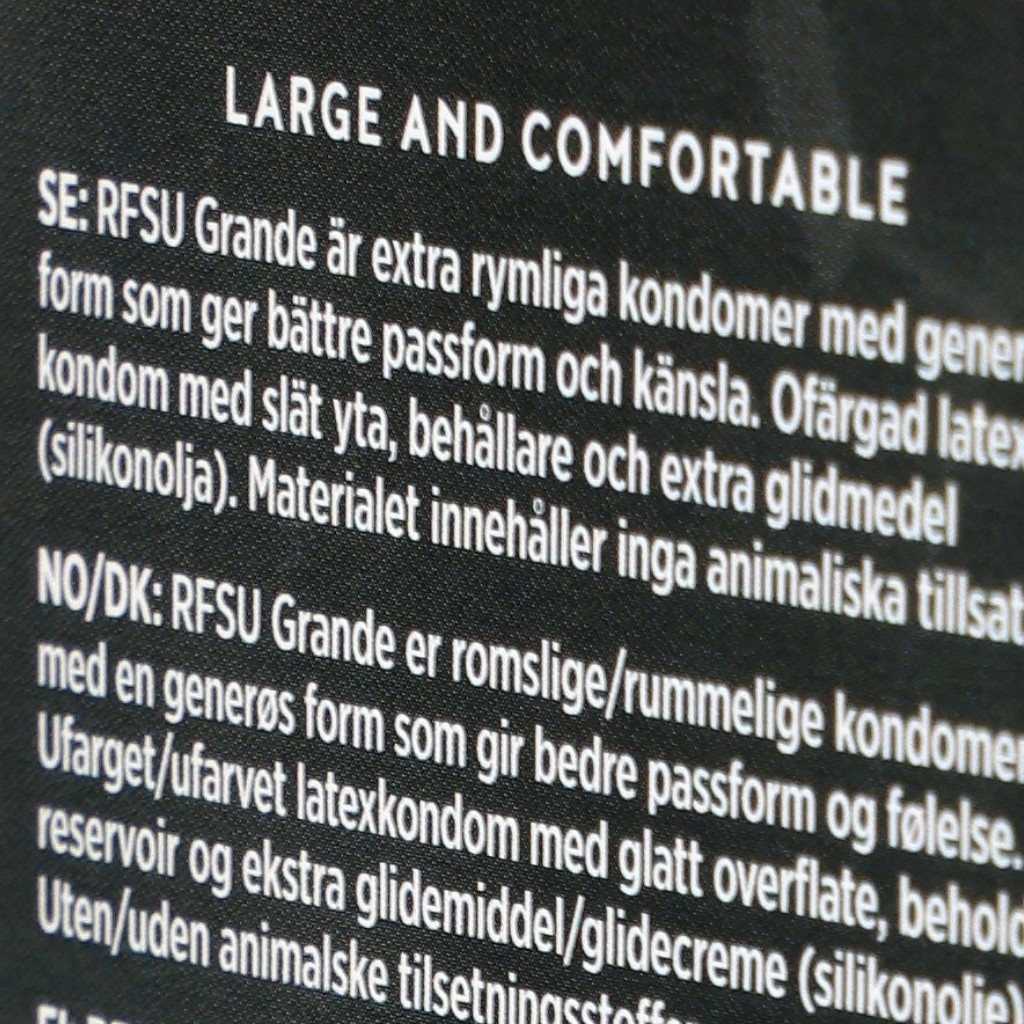 LARGE AND COMFORTABLE
SE: RFSU Grande är extra rymliga kondomer med gener
form som ger bättre passform och känsla. Ofärgad latex
kondom med slät yta, behållare och extra glidmedel
(silikonolja). Materialet innehåller inga animaliska tillsat
NO/DK: RFSU Grande er romslige/rummelige kondomer
med en generøs form som gir bedre passform og følelse.
Ufarget/ufarvet latexkondom med glatt overflate, behold
reservoir og ekstra glidemiddel/glidecreme (silikonolie)
Uten/uden animalske tilsetningsstoffer